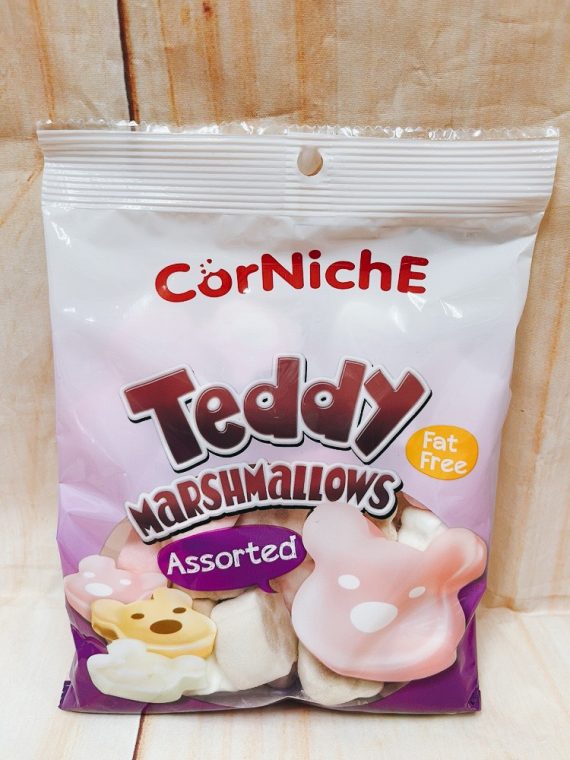 CorNichE
Teddy
MARSHMALLOWS
Fat
Free
Assorted